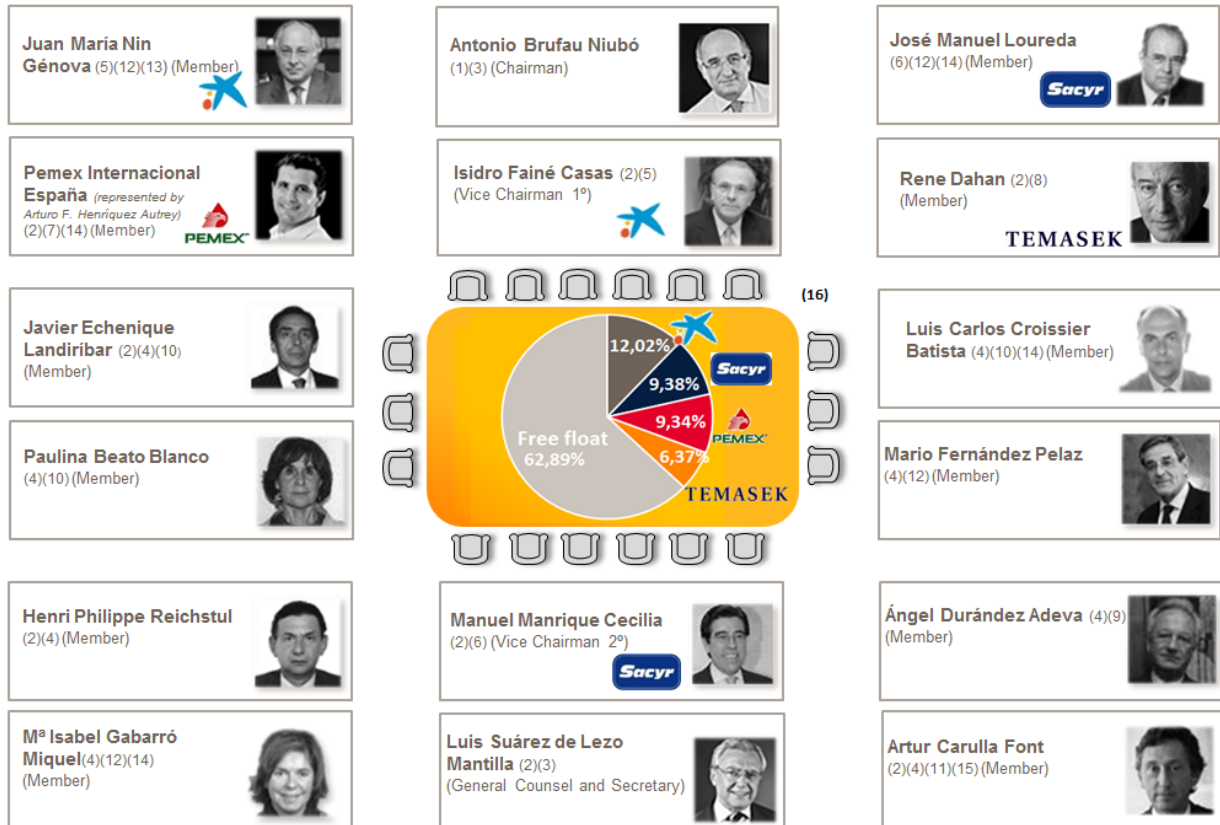 Juan María Nin
Génova (5)(12)(13) (Member)
Antonio Brufau Niubó
(1)(3) (Chairman)
José Manuel Loureda
(6)(12)(14) (Member)
Sacyr
Pemex Internacional
España (represented by
Arturo F. Henríquez Autrey)
(2)(7)(14) (Member)
PEMEX
Isidro Fainé Casas (2)(5)
(Vice Chairman 1º)
Rene Dahan (2)(8)
(Member)
TEMASEK
Javier Echenique
Landiríbar (2)(4)(10)
(Member)
(16)
12,02%
9,38%
Sacyr
9,34%
PEMEX
6,37%
TEMASEK
Free float
62,89%
Luis Carlos Croissier
Batista (4)(10)(14) (Member)
Paulina Beato Blanco
(4)(10) (Member)
Mario Fernández Pelaz
(4)(12) (Member)
Henri Philippe Reichstul
(2)(4) (Member)
Manuel Manrique Cecilia
(2)(6) (Vice Chairman 2º)
Sacyr
Ángel Durández Adeva (4)(9)
(Member)
Mª Isabel Gabarró
Miquel(4)(12)(14)
(Member)
Luis Suárez de Lezo
Mantilla (2)(3)
(General Counsel and Secretary)
Artur Carulla Font
(2)(4)(11)(15) (Member)